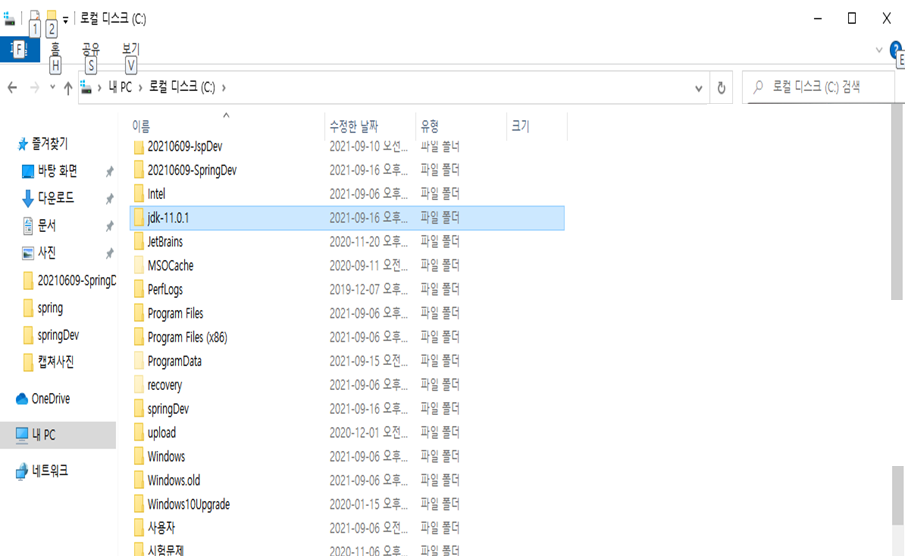 로컬 디스크 (C:)
1 2
F H S V E
홈 공유 보기
내 PC 로컬 디스크 (C:) 로컬 디스크 (C:) 검색
이름 수정한 날짜 유형 크기
즐겨찾기
바탕 화면
다운로드
문서
사진
20210609-SpringD
spring
springDev
캡쳐사진
OneDrive
내 PC
네트워크
20210609-JspDev 2021-09-10 오전... 파일 폴더
20210609-SpringDev 2021-09-16 오후... 파일 폴더
Intel 2021-09-06 오후... 파일 폴더
jdk-11.0.1 2021-09-16 오후... 파일 폴더
JetBrains 2020-11-20 오후... 파일 폴더
MSOCache 2020-09-11 오전... 파일 폴더
PerfLogs 2019-12-07 오후... 파일 폴더
Program Files 2021-09-06 오후... 파일 폴더
Program Files (x86) 2021-09-06 오후... 파일 폴더
ProgramData 2021-09-15 오전... 파일 폴더
recovery 2021-09-06 오후... 파일 폴더
springDev 2021-09-16 오후... 파일 폴더
upload 2020-12-01 오전... 파일 폴더
Windows 2021-09-06 오후... 파일 폴더
Windows.old 2021-09-06 오후... 파일 폴더
Windows10Upgrade 2020-01-15 오후... 파일 폴더
사용자 2021-09-06 오전... 파일 폴더
시험문제 2020-11-06 오후... 파일 폴더